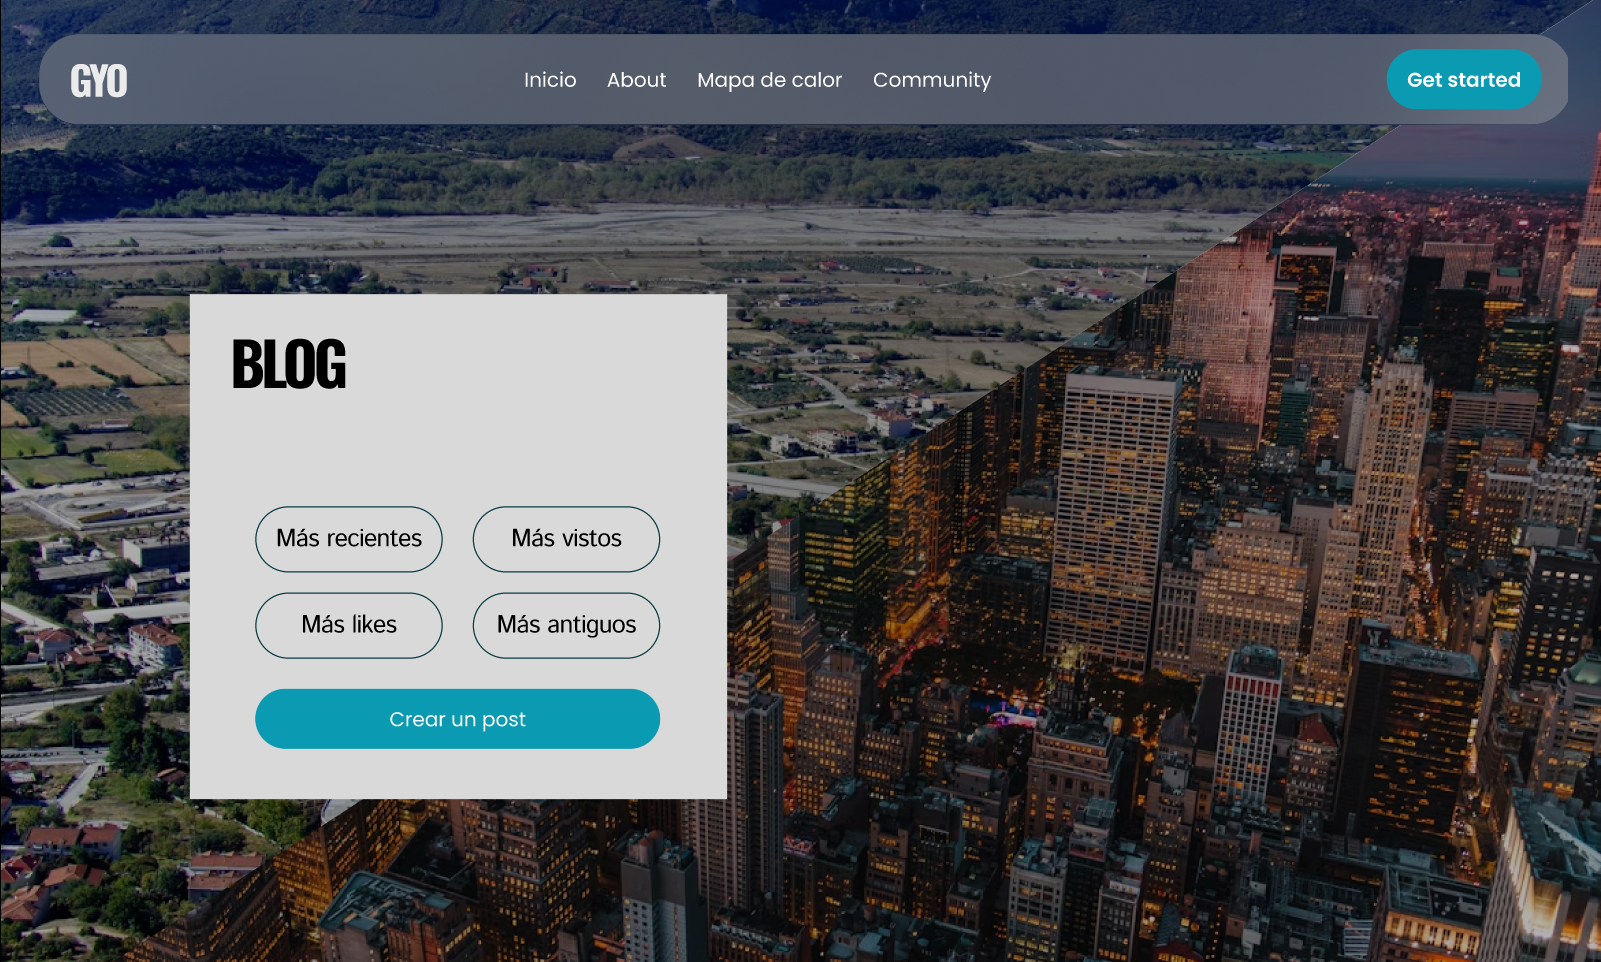 GYO
Inicio About Mapa de calor Community
Get started
BLOG
Más recientes
Más vistos
Más likes
Más antiguos
Crear un post